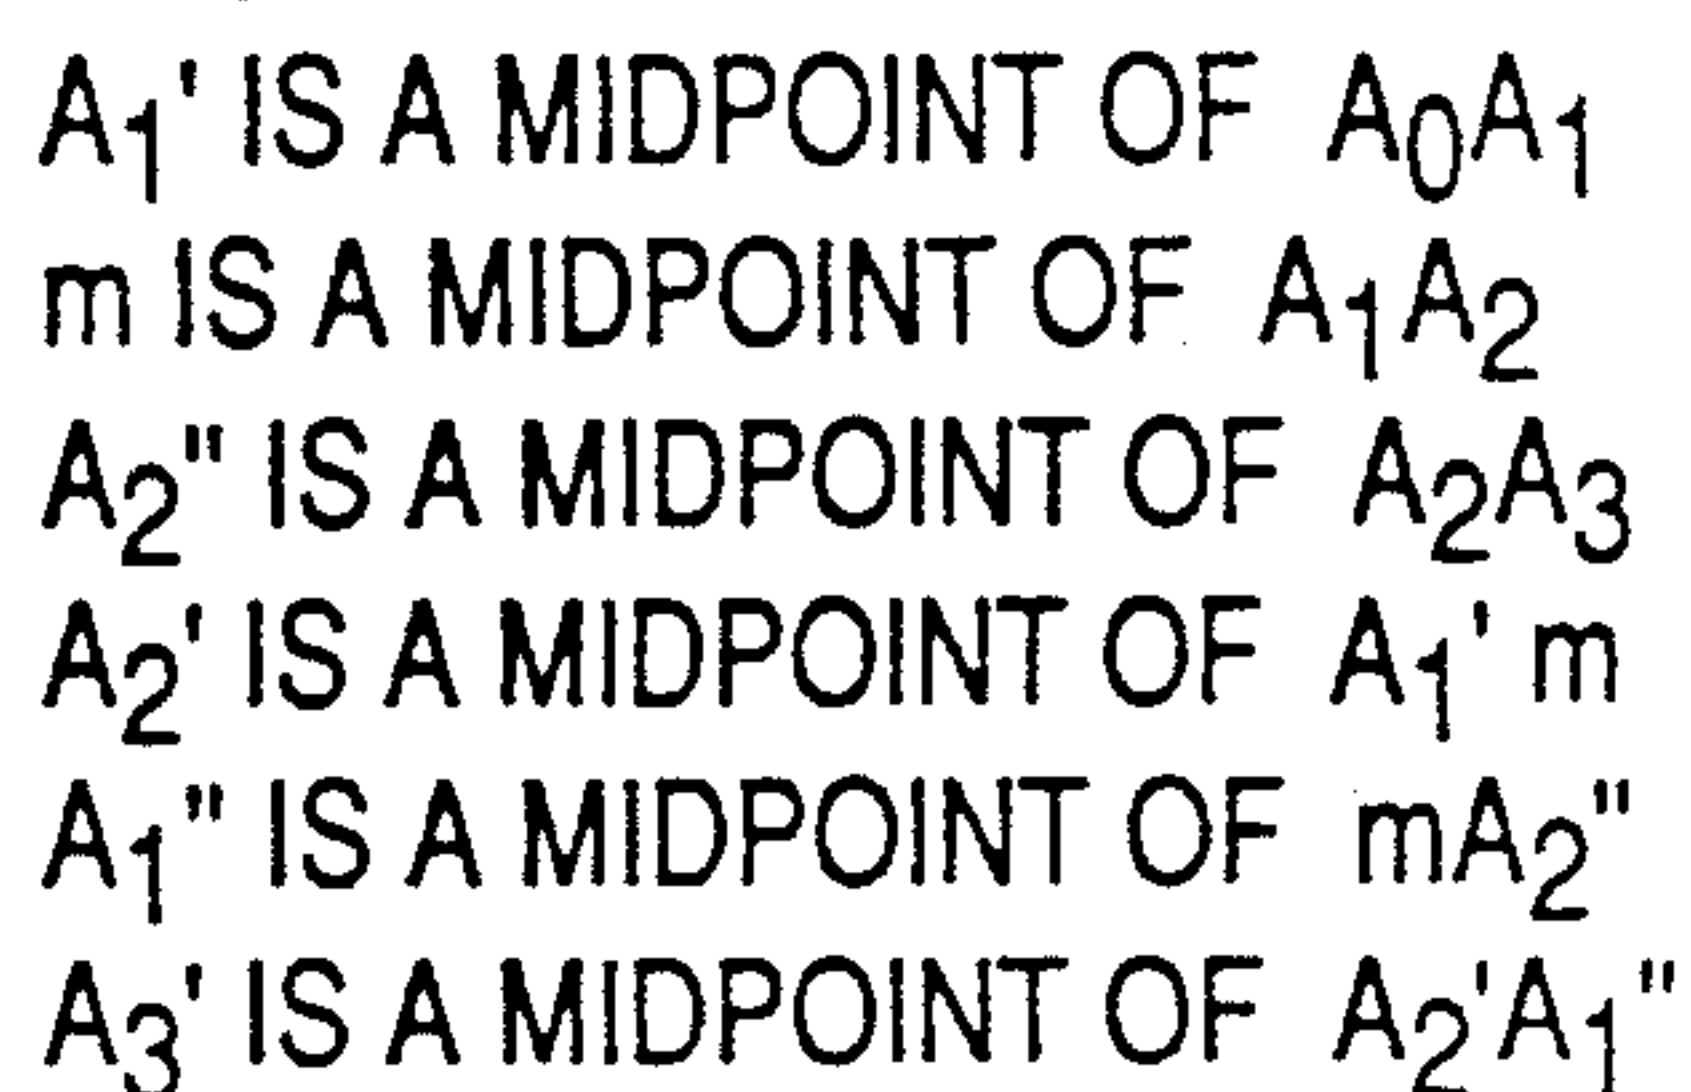 A₁' IS A MIDPOINT OF A₀A₁
m IS A MIDPOINT OF A₁A₂
A₂" IS A MIDPOINT OF A₂A₃
A₂' IS A MIDPOINT OF A₁' m
A₁" IS A MIDPOINT OF mA₂"
A₃' IS A MIDPOINT OF A₂'A₁"